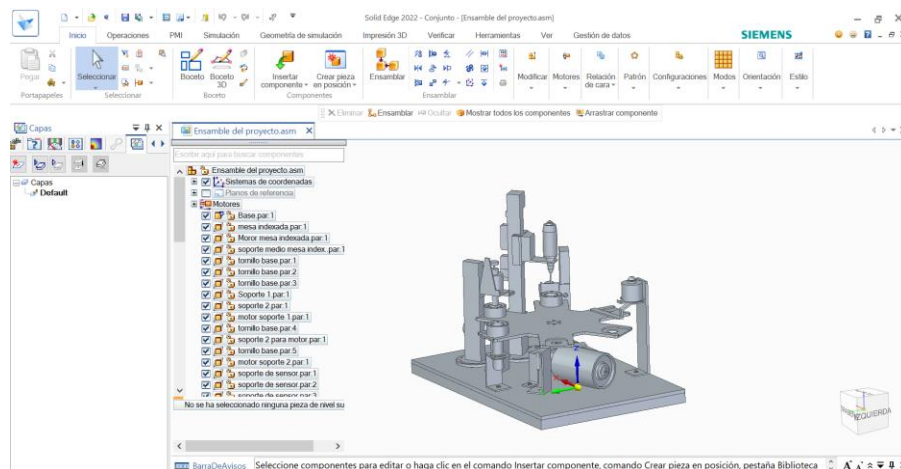 Solid Edge 2022 - Conjunto - [Ensamble del proyecto.asm]
Inicio Operaciones PMI Simulación Geometría de simulación Impresión 3D Verificar Herramientas Ver Gestión de datos SIEMENS
Pegar Seleccionar Boceto Boceto 3D Insertar componente Crear pieza en posición Ensamblar Modificar Motores Relación de cara Patrón Configuraciones Modos Orientación Estilo
Portapapeles Seleccionar Boceto Componentes Ensamblar
Eliminar Ensamblar Ocultar Mostrar todos los componentes Arrastrar componente
Capas Ensamble del proyecto.asm
Escribir aquí para buscar componentes
Ensamble del proyecto.asm
Sistemas de coordenadas
Planos de referencia
Motores
Base.par:1
mesa indexada.par:1
Moror mesa indexada.par:1
soporte medio mesa index..par:1
tornillo base.par:1
tornillo base.par:2
tornillo base.par:3
Soporte 1.par:1
soporte 2.par:1
motor soporte 1.par:1
tornillo base.par:4
soporte 2 para motor.par:1
tornillo base.par:5
motor soporte 2.par:1
soporte de sensor.par:1
soporte de sensor.par:2
soporte de sensor.par:3
No se ha seleccionado ninguna pieza de nivel su
Capas
Default
Z
IZQUIERDA
BarraDeAvisos Seleccione componentes para editar o haga clic en el comando Insertar componente, comando Crear pieza en posición, pestaña Biblioteca